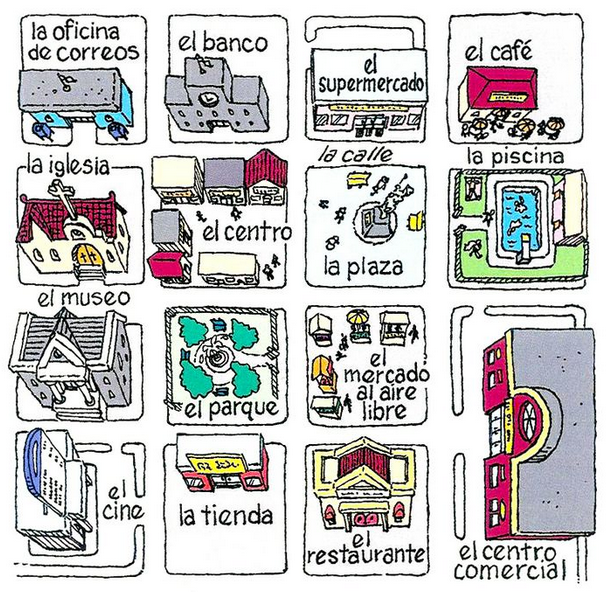 la oficina
de correos
el banco
el
supermercado
el café
la iglesia
el centro
la calle
la plaza
la piscina
el museo
el parque
el
mercado
al aire
libre
el
cine
la tienda
el
restaurante
el centro
comercial